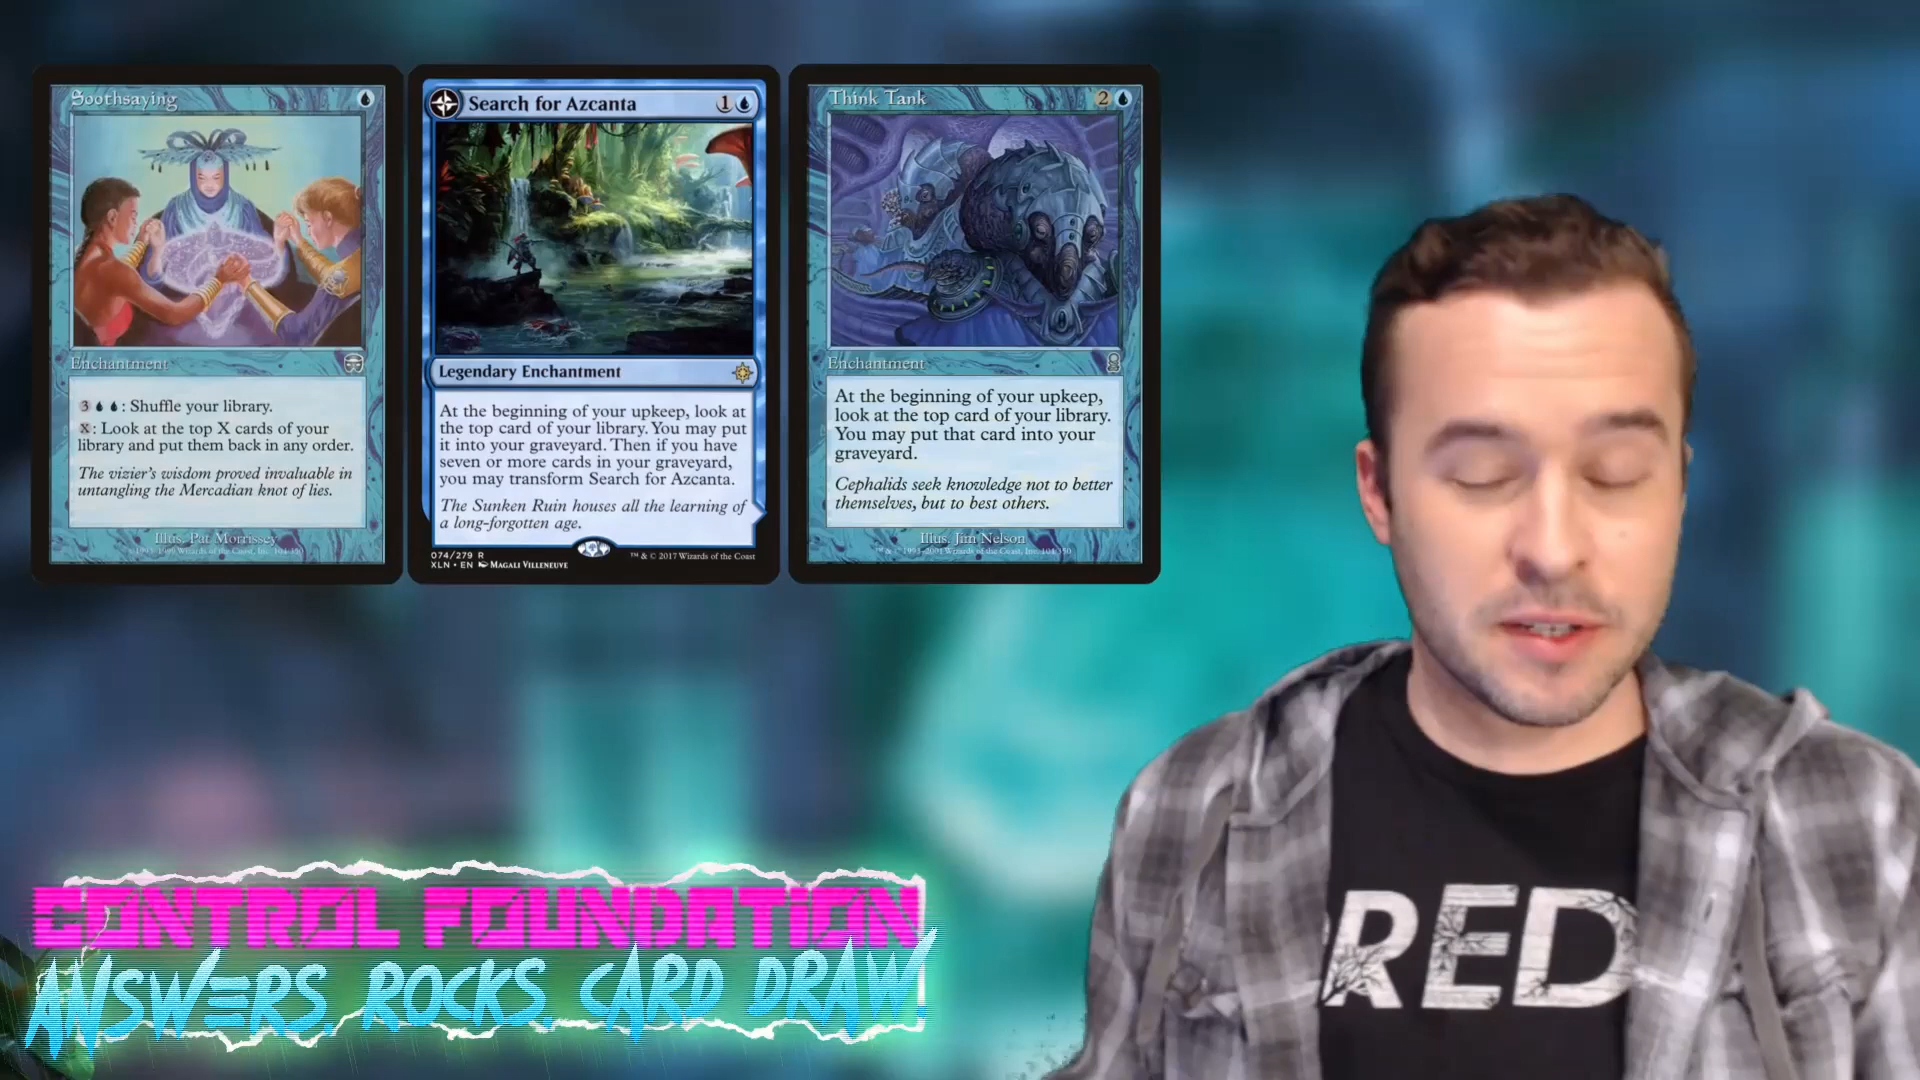 Soothsaying
Enchantment
3 : Shuffle your library.
X: Look at the top X cards of your
library and put them back in any order.
The vizier's wisdom proved invaluable in
untangling the Mercadian knot of lies.
Illus. Pat Morrissey
Search for Azcanta
1
Legendary Enchantment
At the beginning of your upkeep, look at
the top card of your library. You may put
it into your graveyard. Then if you have
seven or more cards in your graveyard,
you may transform Search for Azcanta.
The Sunken Ruin houses all the learning of
a long-forgotten age.
074/279 R
XLN • EN MAGALI VILLENEUVE
™ & © 2017 Wizards of the Coast
Think Tank
2
Enchantment
At the beginning of your upkeep,
look at the top card of your library.
You may put that card into your
graveyard.
Cephalids seek knowledge not to better
themselves, but to best others.
Illus. Jim Nelson
CONTROL FOUNDATION
ANSWERS. ROCKS. CARD DRAW.
RED